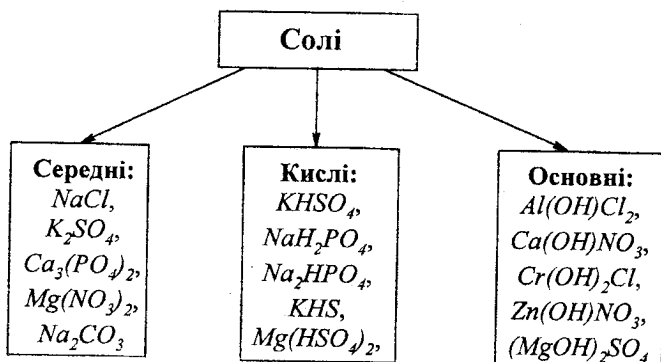 Солі
Середні:
NaCl,
K₂SO₄,
Ca₃(PO₄)₂,
Mg(NO₃)₂,
Na₂CO₃
Кислі:
KHSO₄,
NaH₂PO₄,
Na₂HPO₄,
KHS,
Mg(HSO₄)₂,
Основні:
Al(OH)Cl₂,
Ca(OH)NO₃,
Cr(OH)₂Cl,
Zn(OH)NO₃,
(MgOH)₂SO₄